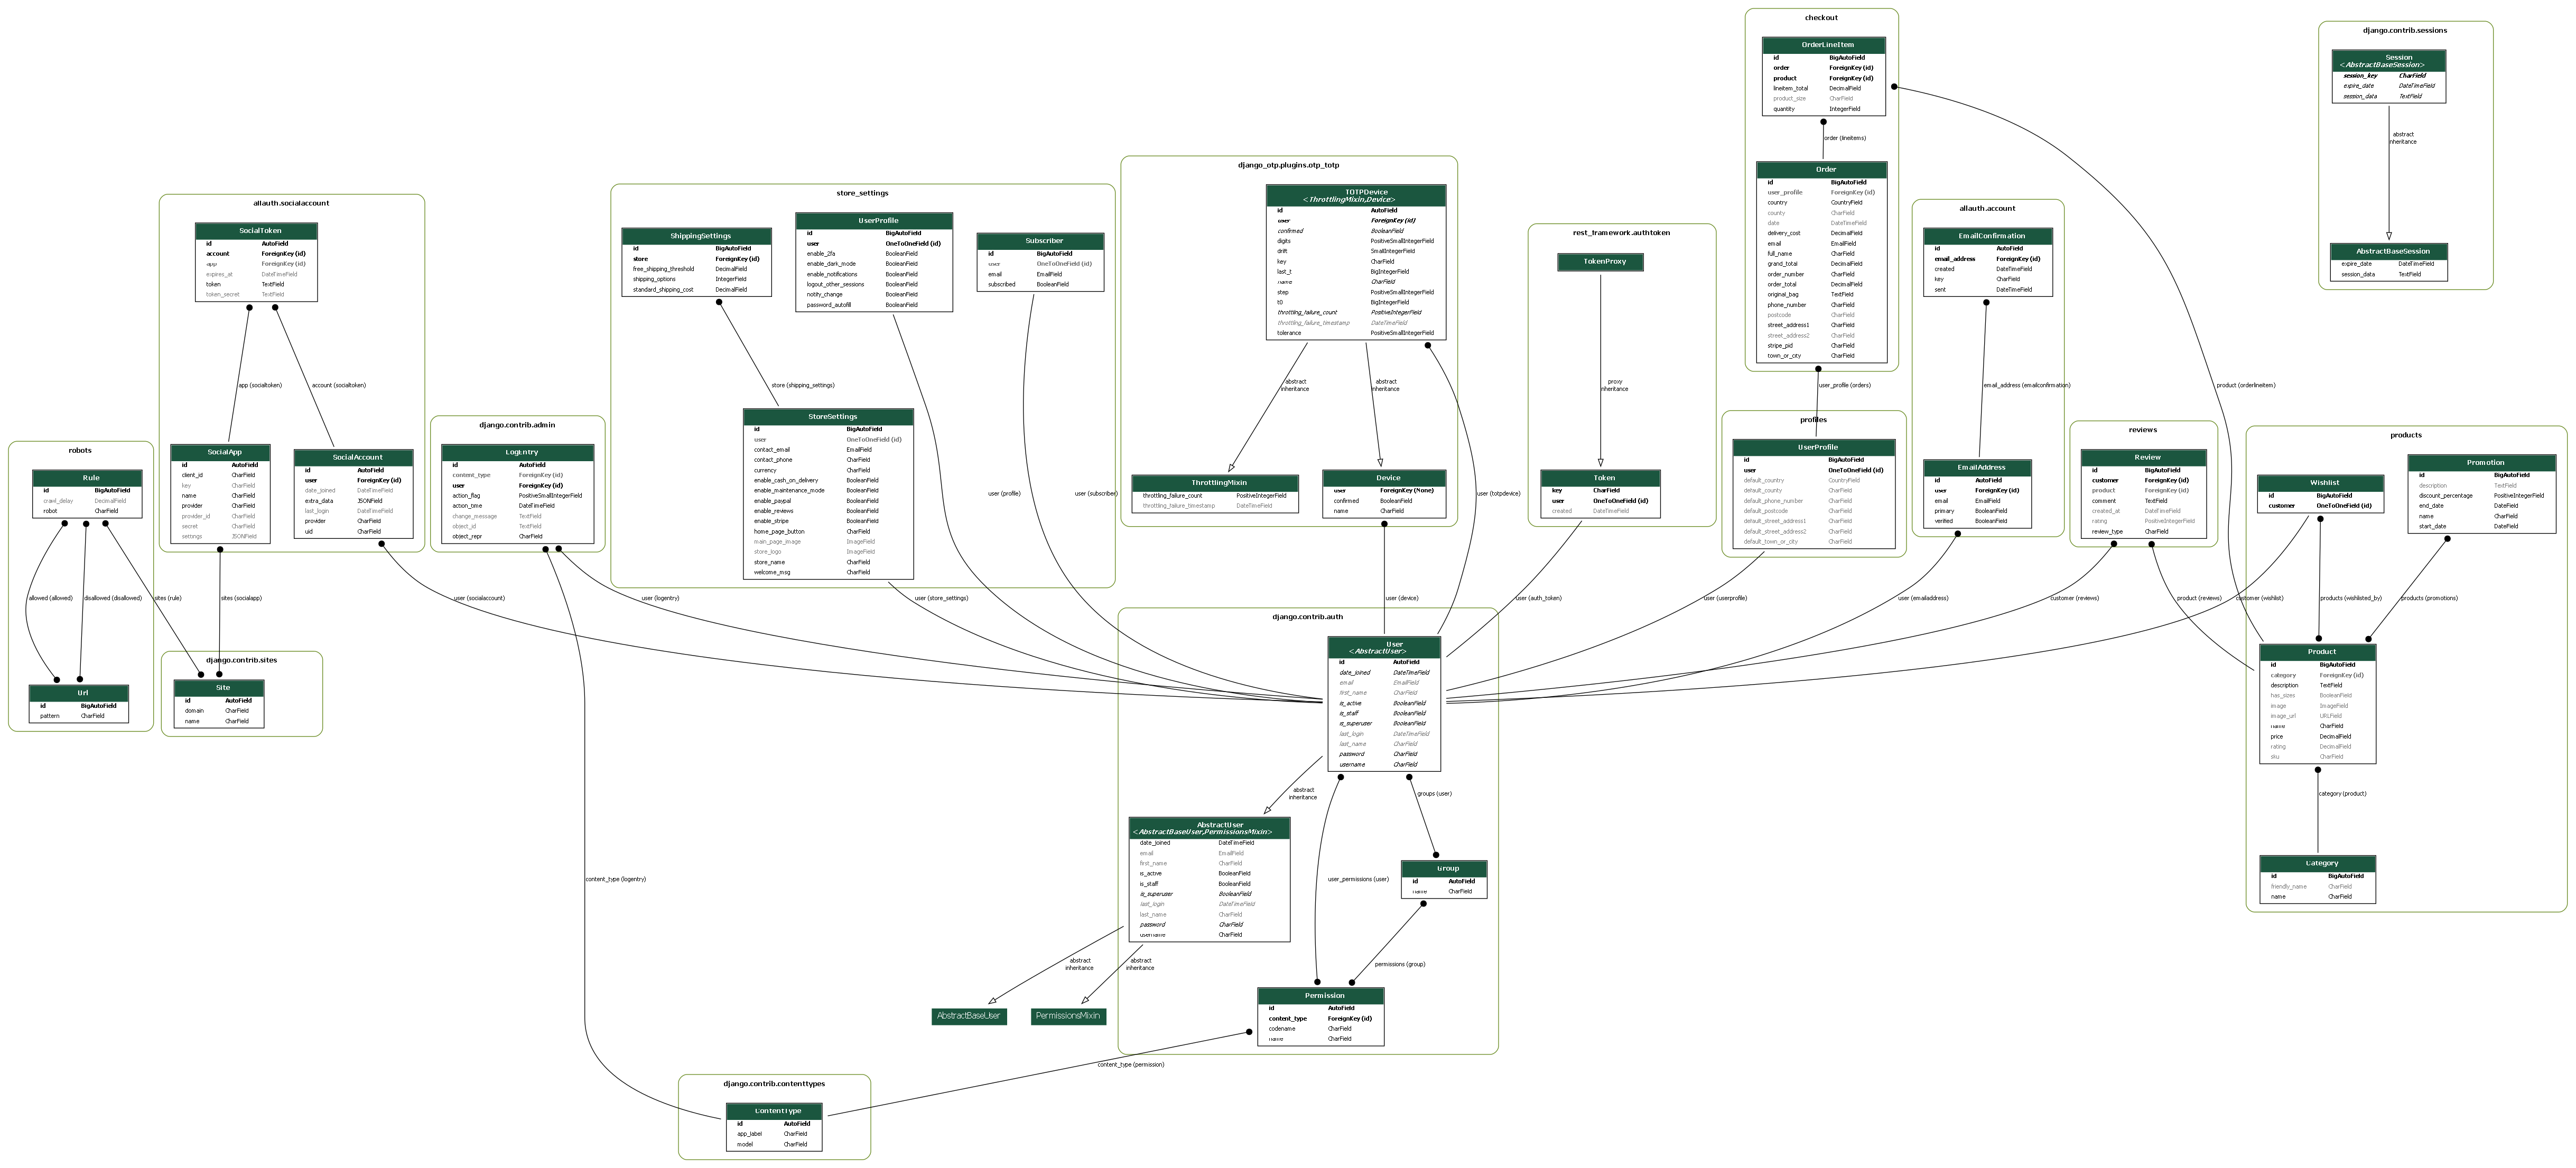 checkout
OrderLineItem
id BigAutoField
order ForeignKey (id)
product ForeignKey (id)
lineitem_total DecimalField
product_size CharField
quantity IntegerField
order (lineitems)
Order
id BigAutoField
user_profile ForeignKey (id)
country CountryField
county CharField
date DateTimeField
delivery_cost DecimalField
email EmailField
full_name CharField
grand_total DecimalField
order_number CharField
order_total DecimalField
original_bag TextField
phone_number CharField
postcode CharField
street_address1 CharField
street_address2 CharField
stripe_pid CharField
town_or_city CharField
user_profile (orders)
product (orderlineitem)
django.contrib.sessions
Session
<AbstractBaseSession>
session_key CharField
expire_date DateTimeField
session_data TextField
abstract
inheritance
AbstractBaseSession
expire_date DateTimeField
session_data TextField
django_otp.plugins.otp_totp
TOTPDevice
<ThrottlingMixin,Device>
id AutoField
user ForeignKey (id)
confirmed BooleanField
digits PositiveSmallIntegerField
drift SmallIntegerField
key CharField
last_t BigIntegerField
name CharField
step PositiveSmallIntegerField
t0 BigIntegerField
throttling_failure_count PositiveIntegerField
throttling_failure_timestamp DateTimeField
tolerance PositiveSmallIntegerField
abstract
inheritance
abstract
inheritance
ThrottlingMixin
throttling_failure_count PositiveIntegerField
throttling_failure_timestamp DateTimeField
Device
user ForeignKey (None)
confirmed BooleanField
name CharField
user (totpdevice)
user (device)
store_settings
ShippingSettings
id BigAutoField
store ForeignKey (id)
free_shipping_threshold DecimalField
shipping_options IntegerField
standard_shipping_cost DecimalField
UserProfile
id BigAutoField
user OneToOneField (id)
enable_2fa BooleanField
enable_dark_mode BooleanField
enable_notifications BooleanField
logout_other_sessions BooleanField
notify_change BooleanField
password_autofill BooleanField
Subscriber
id BigAutoField
user OneToOneField (id)
email EmailField
subscribed BooleanField
store (shipping_settings)
StoreSettings
id BigAutoField
user OneToOneField (id)
contact_email EmailField
contact_phone CharField
currency CharField
enable_cash_on_delivery BooleanField
enable_maintenance_mode BooleanField
enable_paypal BooleanField
enable_reviews BooleanField
enable_stripe BooleanField
home_page_button CharField
main_page_image ImageField
store_logo ImageField
store_name CharField
welcome_msg CharField
user (profile)
user (subscriber)
user (store_settings)
allauth.socialaccount
SocialToken
id AutoField
account ForeignKey (id)
app ForeignKey (id)
expires_at DateTimeField
token TextField
token_secret TextField
app (socialtoken)
account (socialtoken)
SocialApp
id AutoField
client_id CharField
key CharField
name CharField
provider CharField
provider_id CharField
secret CharField
settings JSONField
SocialAccount
id AutoField
user ForeignKey (id)
date_joined DateTimeField
extra_data JSONField
last_login DateTimeField
provider CharField
uid CharField
sites (socialapp)
user (socialaccount)
django.contrib.admin
LogEntry
id AutoField
content_type ForeignKey (id)
user ForeignKey (id)
action_flag PositiveSmallIntegerField
action_time DateTimeField
change_message TextField
object_id TextField
object_repr CharField
user (logentry)
content_type (logentry)
robots
Rule
id BigAutoField
crawl_delay DecimalField
robot CharField
allowed (allowed)
disallowed (disallowed)
sites (rule)
Url
id BigAutoField
pattern CharField
django.contrib.sites
Site
id AutoField
domain CharField
name CharField
rest_framework.authtoken
TokenProxy
proxy
inheritance
Token
key CharField
user OneToOneField (id)
created DateTimeField
user (auth_token)
profiles
UserProfile
id BigAutoField
user OneToOneField (id)
default_country CountryField
default_county CharField
default_phone_number CharField
default_postcode CharField
default_street_address1 CharField
default_street_address2 CharField
default_town_or_city CharField
user (userprofile)
allauth.account
EmailConfirmation
id AutoField
email_address ForeignKey (id)
created DateTimeField
key CharField
sent DateTimeField
email_address (emailconfirmation)
EmailAddress
id AutoField
user ForeignKey (id)
email EmailField
primary BooleanField
verified BooleanField
user (emailaddress)
reviews
Review
id BigAutoField
customer ForeignKey (id)
product ForeignKey (id)
comment TextField
created_at DateTimeField
rating PositiveIntegerField
review_type CharField
customer (reviews)
product (reviews)
products
Wishlist
id BigAutoField
customer OneToOneField (id)
Promotion
id BigAutoField
description TextField
discount_percentage PositiveIntegerField
end_date DateField
name CharField
start_date DateField
customer (wishlist)
products (wishlisted_by)
products (promotions)
Product
id BigAutoField
category ForeignKey (id)
description TextField
has_sizes BooleanField
image ImageField
image_url URLField
name CharField
price DecimalField
rating DecimalField
sku CharField
category (product)
Category
id BigAutoField
friendly_name CharField
name CharField
django.contrib.auth
User
<AbstractUser>
id AutoField
date_joined DateTimeField
email EmailField
first_name CharField
is_active BooleanField
is_staff BooleanField
is_superuser BooleanField
last_login DateTimeField
last_name CharField
password CharField
username CharField
abstract
inheritance
groups (user)
AbstractUser
<AbstractBaseUser,PermissionsMixin>
date_joined DateTimeField
email EmailField
first_name CharField
is_active BooleanField
is_staff BooleanField
is_superuser BooleanField
last_login DateTimeField
last_name CharField
password CharField
username CharField
user_permissions (user)
Group
id AutoField
name CharField
permissions (group)
abstract
inheritance
abstract
inheritance
AbstractBaseUser
PermissionsMixin
Permission
id AutoField
content_type ForeignKey (id)
codename CharField
name CharField
content_type (permission)
django.contrib.contenttypes
ContentType
id AutoField
app_label CharField
model CharField